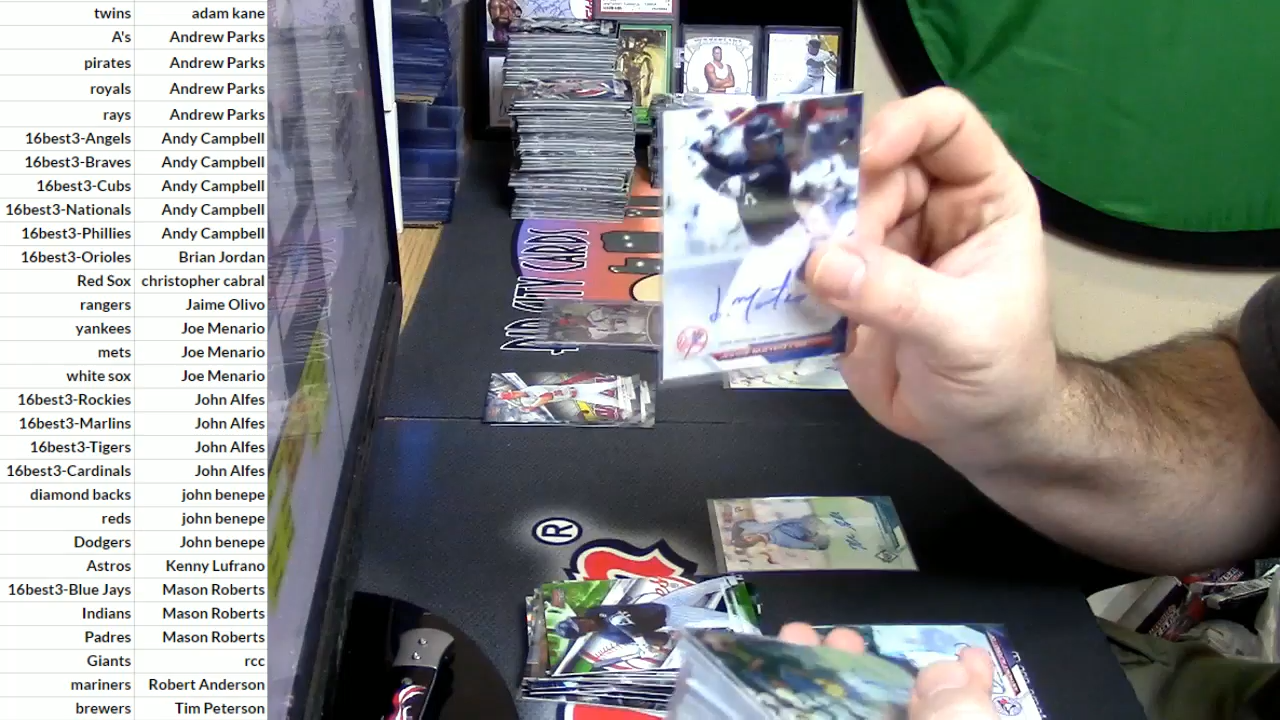 twins adam kane
A's Andrew Parks
pirates Andrew Parks
royals Andrew Parks
rays Andrew Parks
16best3-Angels Andy Campbell
16best3-Braves Andy Campbell
16best3-Cubs Andy Campbell
16best3-Nationals Andy Campbell
16best3-Phillies Andy Campbell
16best3-Orioles Brian Jordan
Red Sox christopher cabral
rangers Jaime Olivo
yankees Joe Menario
mets Joe Menario
white sox Joe Menario
16best3-Rockies John Alfes
16best3-Marlins John Alfes
16best3-Tigers John Alfes
16best3-Cardinals John Alfes
diamond backs john benepe
reds john benepe
Dodgers John benepe
Astros Kenny Lufrano
16best3-Blue Jays Mason Roberts
Indians Mason Roberts
Padres Mason Roberts
Giants rcc
mariners Robert Anderson
brewers Tim Peterson
CITY CARDS
®